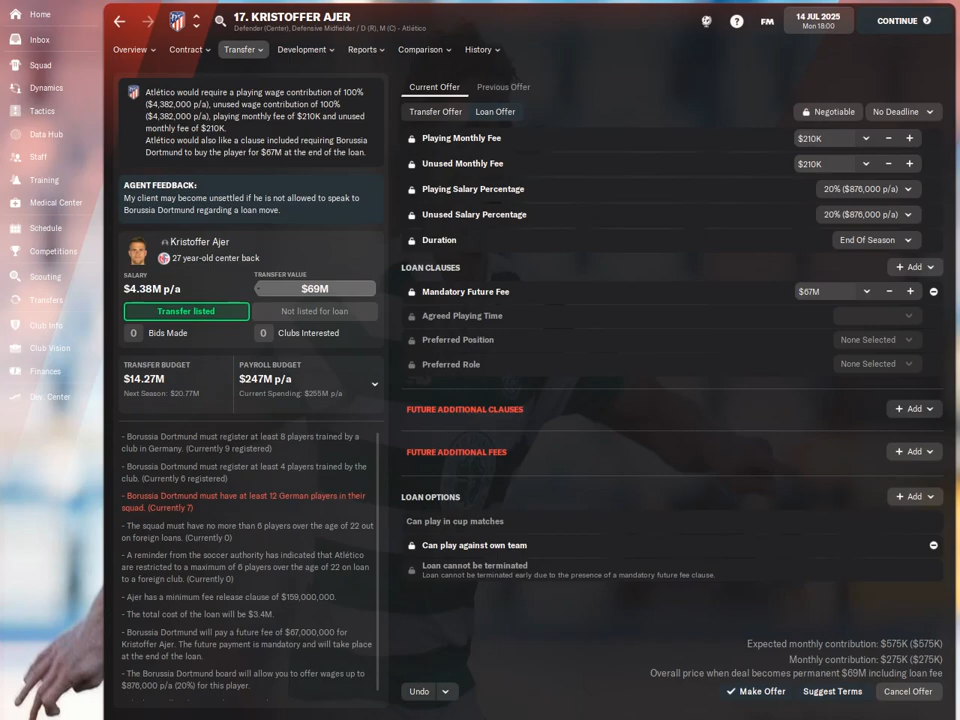 Home
Inbox
Squad
Dynamics
Tactics
Data Hub
Staff
Training
Medical Center
Schedule
Competitions
Scouting
Transfers
Club Info
Club Vision
Finances
Dev. Center
17. KRISTOFFER AJER
Defender (Center), Defensive Midfielder / D (R), M (C) - Atlético
FM
14 JUL 2025
Mon 18:00
CONTINUE
Overview
Contract
Transfer
Development
Reports
Comparison
History
Atlético would require a playing wage contribution of 100%
($4,382,000 p/a), unused wage contribution of 100%
($4,382,000 p/a), playing monthly fee of $210K and unused
monthly fee of $210K.
Atlético would also like a clause included requiring Borussia
Dortmund to buy the player for $67M at the end of the loan.
AGENT FEEDBACK:
My client may become unsettled if he is not allowed to speak to
Borussia Dortmund regarding a loan move.
Kristoffer Ajer
27 year-old center back
SALARY
$4.38M p/a
TRANSFER VALUE
$69M
Transfer listed
Not listed for loan
0 Bids Made
0 Clubs Interested
TRANSFER BUDGET
$14.27M
Next Season: $20.77M
PAYROLL BUDGET
$247M p/a
Current Spending: $255M p/a
- Borussia Dortmund must register at least 8 players trained by a
club in Germany. (Currently 9 registered)
- Borussia Dortmund must register at least 4 players trained by the
club. (Currently 6 registered)
- Borussia Dortmund must have at least 12 German players in their
squad. (Currently 7)
- The squad must have no more than 6 players over the age of 22 out
on foreign loans. (Currently 0)
- A reminder from the soccer authority has indicated that Atlético
are restricted to a maximum of 6 players over the age of 22 on loan
to a foreign club. (Currently 0)
- Ajer has a minimum fee release clause of $159,000,000.
- The total cost of the loan will be $3.4M.
- Borussia Dortmund will pay a future fee of $67,000,000 for
Kristoffer Ajer. The future payment is mandatory and will take place
at the end of the loan.
- The Borussia Dortmund board will allow you to offer wages up to
$876,000 p/a (20%) for this player.
Current Offer
Previous Offer
Transfer Offer
Loan Offer
Negotiable
No Deadline
Playing Monthly Fee
$210K
Unused Monthly Fee
$210K
Playing Salary Percentage
20% ($876,000 p/a)
Unused Salary Percentage
20% ($876,000 p/a)
Duration
End Of Season
LOAN CLAUSES
+ Add
Mandatory Future Fee
$67M
Agreed Playing Time
Preferred Position
None Selected
Preferred Role
None Selected
FUTURE ADDITIONAL CLAUSES
+ Add
FUTURE ADDITIONAL FEES
+ Add
LOAN OPTIONS
+ Add
Can play in cup matches
Can play against own team
Loan cannot be terminated
Loan cannot be terminated early due to the presence of a mandatory future fee clause.
Expected monthly contribution: $575K ($575K)
Monthly contribution: $275K ($275K)
Overall price when deal becomes permanent $69M including loan fee
Undo
Make Offer
Suggest Terms
Cancel Offer